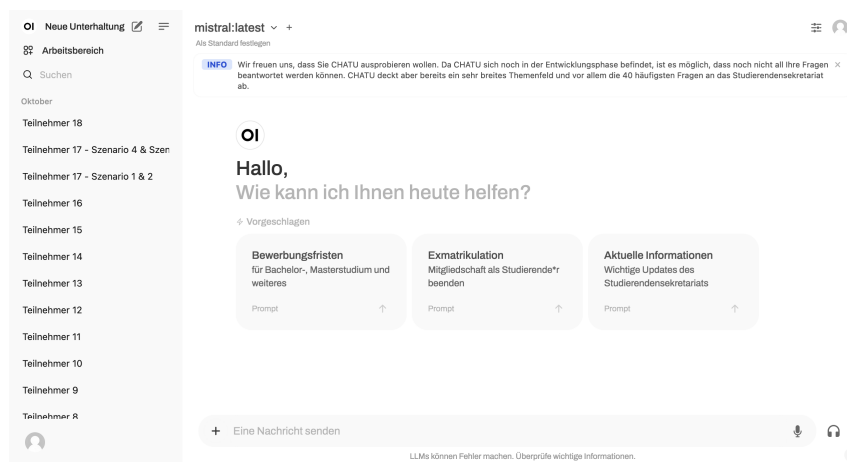 OI Neue Unterhaltung
Arbeitsbereich
Suchen
Oktober
Teilnehmer 18
Teilnehmer 17 - Szenario 4 & Szen
Teilnehmer 17 - Szenario 1 & 2
Teilnehmer 16
Teilnehmer 15
Teilnehmer 14
Teilnehmer 13
Teilnehmer 12
Teilnehmer 11
Teilnehmer 10
Teilnehmer 9
Teilnehmer 8
mistral:latest
Als Standard festlegen
INFO Wir freuen uns, dass Sie CHATU ausprobieren wollen. Da CHATU sich noch in der Entwicklungsphase befindet, ist es möglich, dass noch nicht all Ihre Fragen
beantwortet werden können. CHATU deckt aber bereits ein sehr breites Themenfeld und vor allem die 40 häufigsten Fragen an das Studierendensekretariat
ab.
OI
Hallo,
Wie kann ich Ihnen heute helfen?
Vorgeschlagen
Bewerbungsfristen
für Bachelor-, Masterstudium und
weiteres
Prompt
Exmatrikulation
Mitgliedschaft als Studierende*r
beenden
Prompt
Aktuelle Informationen
Wichtige Updates des
Studierendensekretariats
Prompt
Eine Nachricht senden
LLMs können Fehler machen. Überprüfe wichtige Informationen.